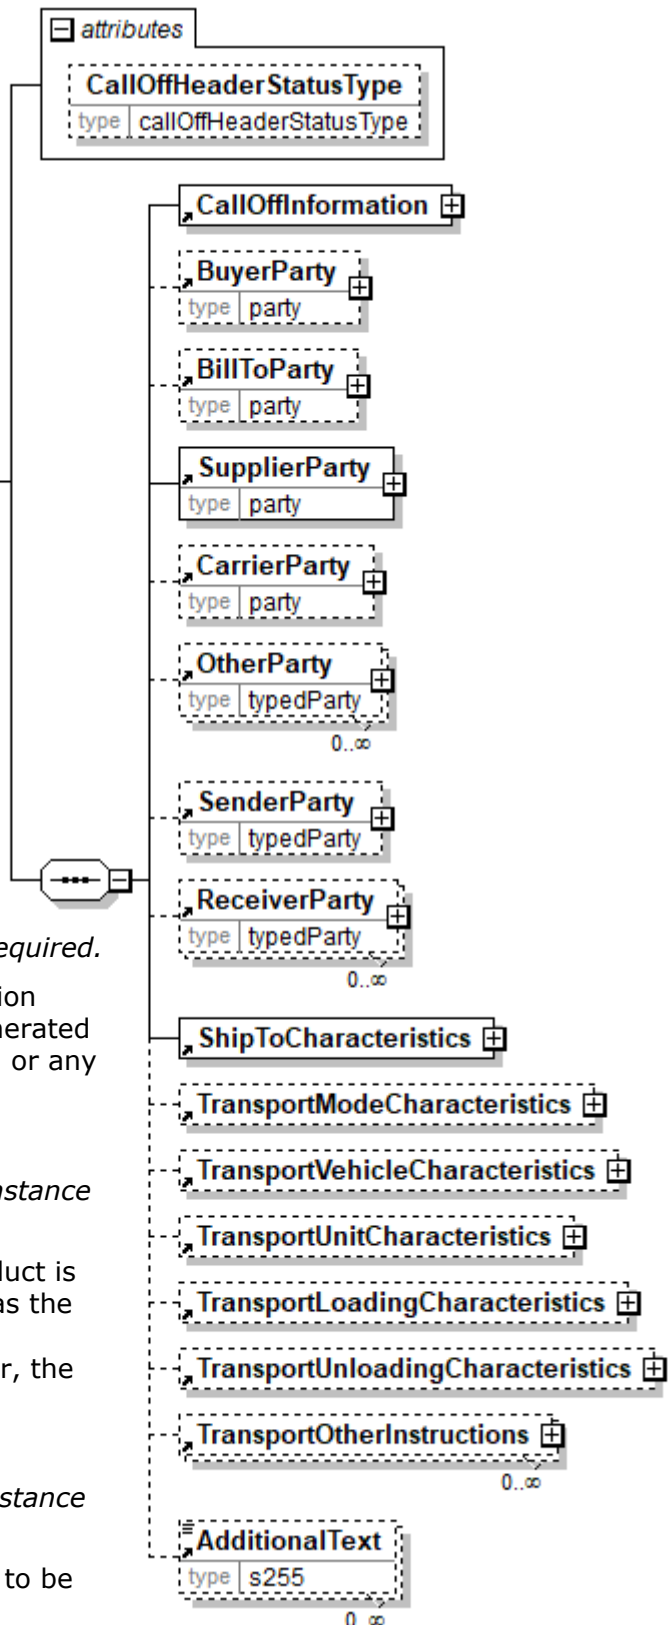 attributes
CallOffHeaderStatusType
type callOffHeaderStatusType
CallOffInformation
BuyerParty
type party
BillToParty
type party
SupplierParty
type party
CarrierParty
type party
OtherParty
type typedParty
0..∞
SenderParty
type typedParty
ReceiverParty
type typedParty
equired.
0..∞
ion
nerated
ShipToCharacteristics
or any
TransportModeCharacteristics
TransportVehicleCharacteristics
nstance
TransportUnitCharacteristics
duct is
as the
TransportLoadingCharacteristics
r, the
TransportUnloadingCharacteristics
TransportOtherInstructions
0..∞
stance
AdditionalText
to be
type s255
0..∞